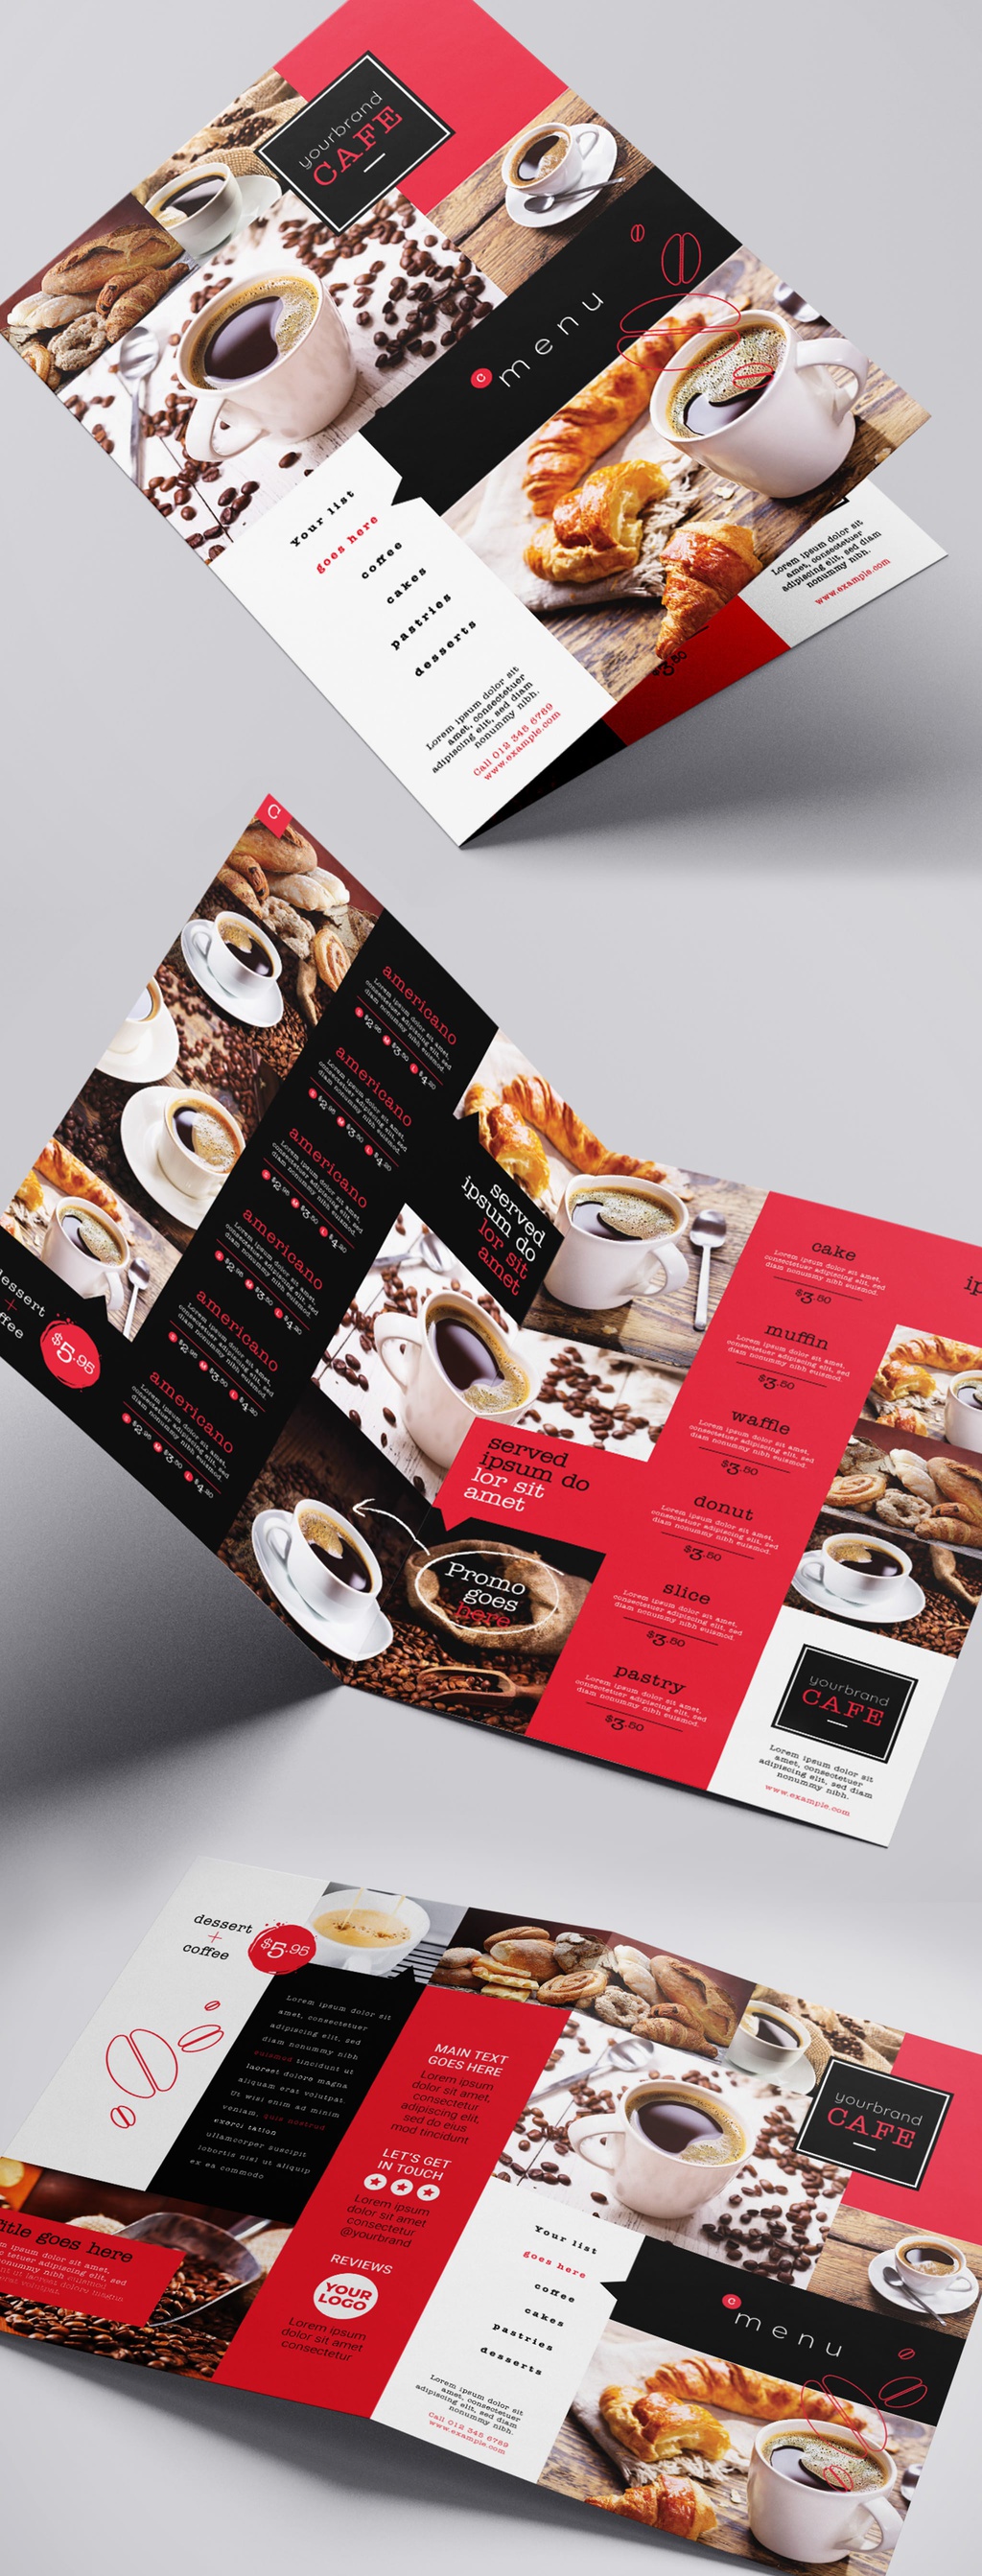 yourbrand
CAFE
c menu
Your list
goes here
coffee
cakes
pastries
desserts
Lorem ipsum dolor sit
amet, consectetuer
adipiscing elit, sed diam
nonummy nibh.
Call 012 345 6789
www.example.com
Lorem ipsum dolor sit
amet, consectetuer
adipiscing elit, sed diam
nonummy nibh.
www.example.com
C
americano
Lorem ipsum dolor sit amet,
consectetuer adipiscing elit, sed
diam nonummy nibh euismod.
S $2.95 M $3.50 L $4.20
americano
Lorem ipsum dolor sit amet,
consectetuer adipiscing elit, sed
diam nonummy nibh euismod.
S $2.95 M $3.50 L $4.20
americano
Lorem ipsum dolor sit amet,
consectetuer adipiscing elit, sed
diam nonummy nibh euismod.
S $2.95 M $3.50 L $4.20
americano
Lorem ipsum dolor sit amet,
consectetuer adipiscing elit, sed
diam nonummy nibh euismod.
S $2.95 M $3.50 L $4.20
americano
Lorem ipsum dolor sit amet,
consectetuer adipiscing elit, sed
diam nonummy nibh euismod.
S $2.95 M $3.50 L $4.20
americano
Lorem ipsum dolor sit amet,
consectetuer adipiscing elit, sed
diam nonummy nibh euismod.
S $2.95 M $3.50 L $4.20
$5.95
served
ipsum do
lor sit
amet
served
ipsum do
lor sit
amet
Promo
goes
here
cake
Lorem ipsum dolor sit amet,
consectetuer adipiscing elit, sed
diam nonummy nibh euismod.
$3.50
muffin
Lorem ipsum dolor sit amet,
consectetuer adipiscing elit, sed
diam nonummy nibh euismod.
$3.50
waffle
Lorem ipsum dolor sit amet,
consectetuer adipiscing elit, sed
diam nonummy nibh euismod.
$3.50
donut
Lorem ipsum dolor sit amet,
consectetuer adipiscing elit, sed
diam nonummy nibh euismod.
$3.50
slice
Lorem ipsum dolor sit amet,
consectetuer adipiscing elit, sed
diam nonummy nibh euismod.
$3.50
pastry
Lorem ipsum dolor sit amet,
consectetuer adipiscing elit, sed
diam nonummy nibh euismod.
$3.50
yourbrand
CAFE
Lorem ipsum dolor sit
amet, consectetuer
adipiscing elit, sed diam
nonummy nibh.
www.example.com
dessert
+
coffee
$5.95
Lorem ipsum dolor sit
amet, consectetuer
adipiscing elit, sed
diam nonummy nibh
euismod tincidunt ut
laoreet dolore magna
aliquam erat volutpat.
Ut wisi enim ad minim
veniam, quis nostrud
exerci tation
ullamcorper suscipit
lobortis nisl ut aliquip
ex ea commodo
goes here
MAIN TEXT
GOES HERE
Lorem ipsum
dolor sit amet,
consectetur
adipiscing elit,
sed do eius
mod tincidunt
LET'S GET
IN TOUCH
Lorem ipsum
dolor sit amet
consectetur
@yourbrand
REVIEWS
YOUR
LOGO
Lorem ipsum
dolor sit amet
consectetur
yourbrand
CAFE
Your list
goes here
coffee
cakes
pastries
desserts
Lorem ipsum dolor sit
amet, consectetuer
adipiscing elit, sed diam
nonummy nibh.
Call 012 345 6789
www.example.com
c menu